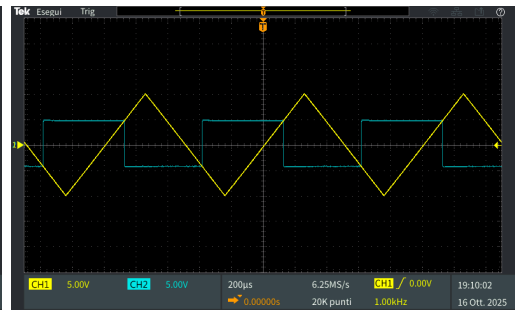 Tek Esegui Trig
T
1
CH1 5.00V CH2 5.00V 200µs 6.25MS/s CH1 / 0.00V 19:10:02
0.00000s 20K punti 1.00kHz 16 Ott. 2025